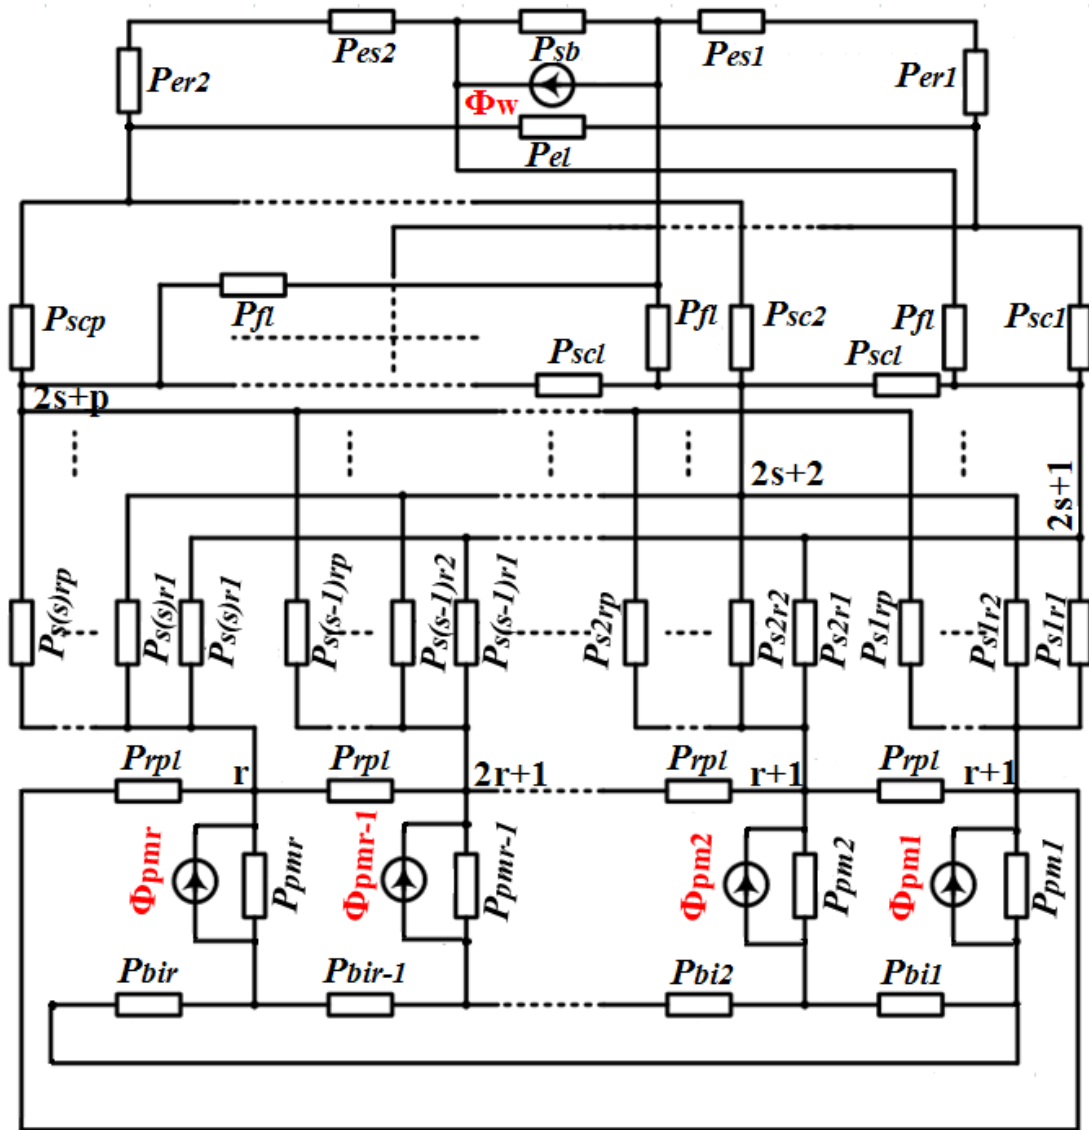 Pes2 Psb Pes1
Per2 Per1
Φw
Pel
Pscp Pfl Pfl Psc2 Pfl Psc1
Pscl Pscl
2s+p
2s+2 2s+1
Ps(s)rp Ps(s)r1 Ps(s)r1 Ps(s-1)rp Ps(s-1)r2 Ps(s-1)r1 Ps2rp Ps2r2 Ps2r1 Ps1rp Ps1r2 Ps1r1
Prpl Prpl Prpl Prpl
r 2r+1 r+1 r+1
Φpmr Ppmr Φpmr-1 Ppmr-1 Φpm2 Ppm2 Φpm1 Ppm1
Pbir Pbir-1 Pbi2 Pbi1